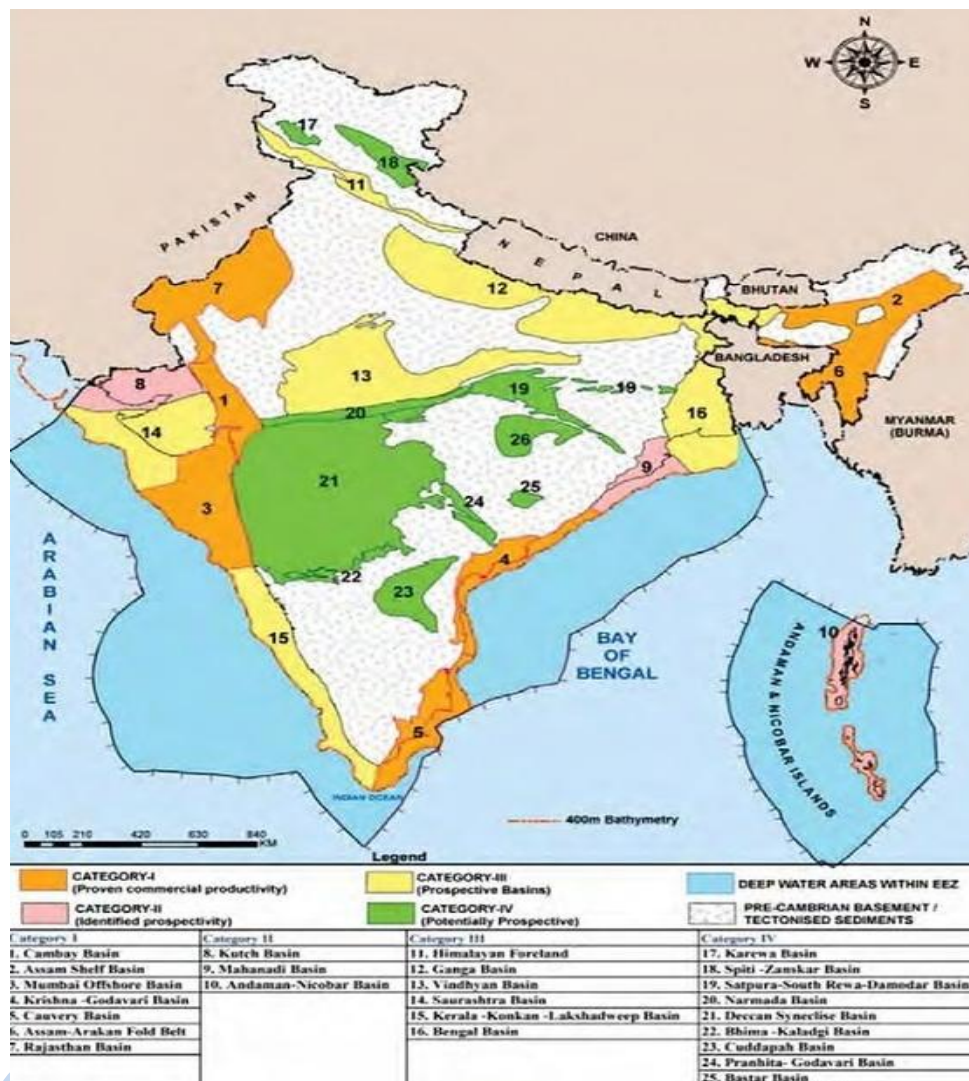 N
W E
S
17
18
11
PAKISTAN
CHINA
NEPAL
7
12
BHUTAN
2
BANGLADESH
6
8
1
13
19
19
14
20
16
MYANMAR
(BURMA)
26
9
21
25
3
24
4
22
23
ARABIAN SEA
15
BAY
OF
BENGAL
10
ANDAMAN & NICOBAR ISLANDS
5
INDIAN OCEAN
400m Bathymetry
0 105 210 420 630 840
KM
Legend
CATEGORY-I
(Proven commercial productivity)
CATEGORY-II
(Identified prospectivity)
CATEGORY-III
(Prospective Basins)
CATEGORY-IV
(Potentially Prospective)
DEEP WATER AREAS WITHIN EEZ
PRE-CAMBRIAN BASEMENT /
TECTONISED SEDIMENTS
Category I
1. Cambay Basin
2. Assam Shelf Basin
3. Mumbai Offshore Basin
4. Krishna -Godavari Basin
5. Cauvery Basin
6. Assam-Arakan Fold Belt
7. Rajasthan Basin
Category II
8. Kutch Basin
9. Mahanadi Basin
10. Andaman-Nicobar Basin
Category III
11. Himalayan Foreland
12. Ganga Basin
13. Vindhyan Basin
14. Saurashtra Basin
15. Kerala -Konkan -Lakshadweep Basin
16. Bengal Basin
Category IV
17. Karewa Basin
18. Spiti -Zanskar Basin
19. Satpura-South Rewa-Damodar Basin
20. Narmada Basin
21. Deccan Syneclise Basin
22. Bhima -Kaladgi Basin
23. Cuddapah Basin
24. Pranhita- Godavari Basin
25. Bastar Basin